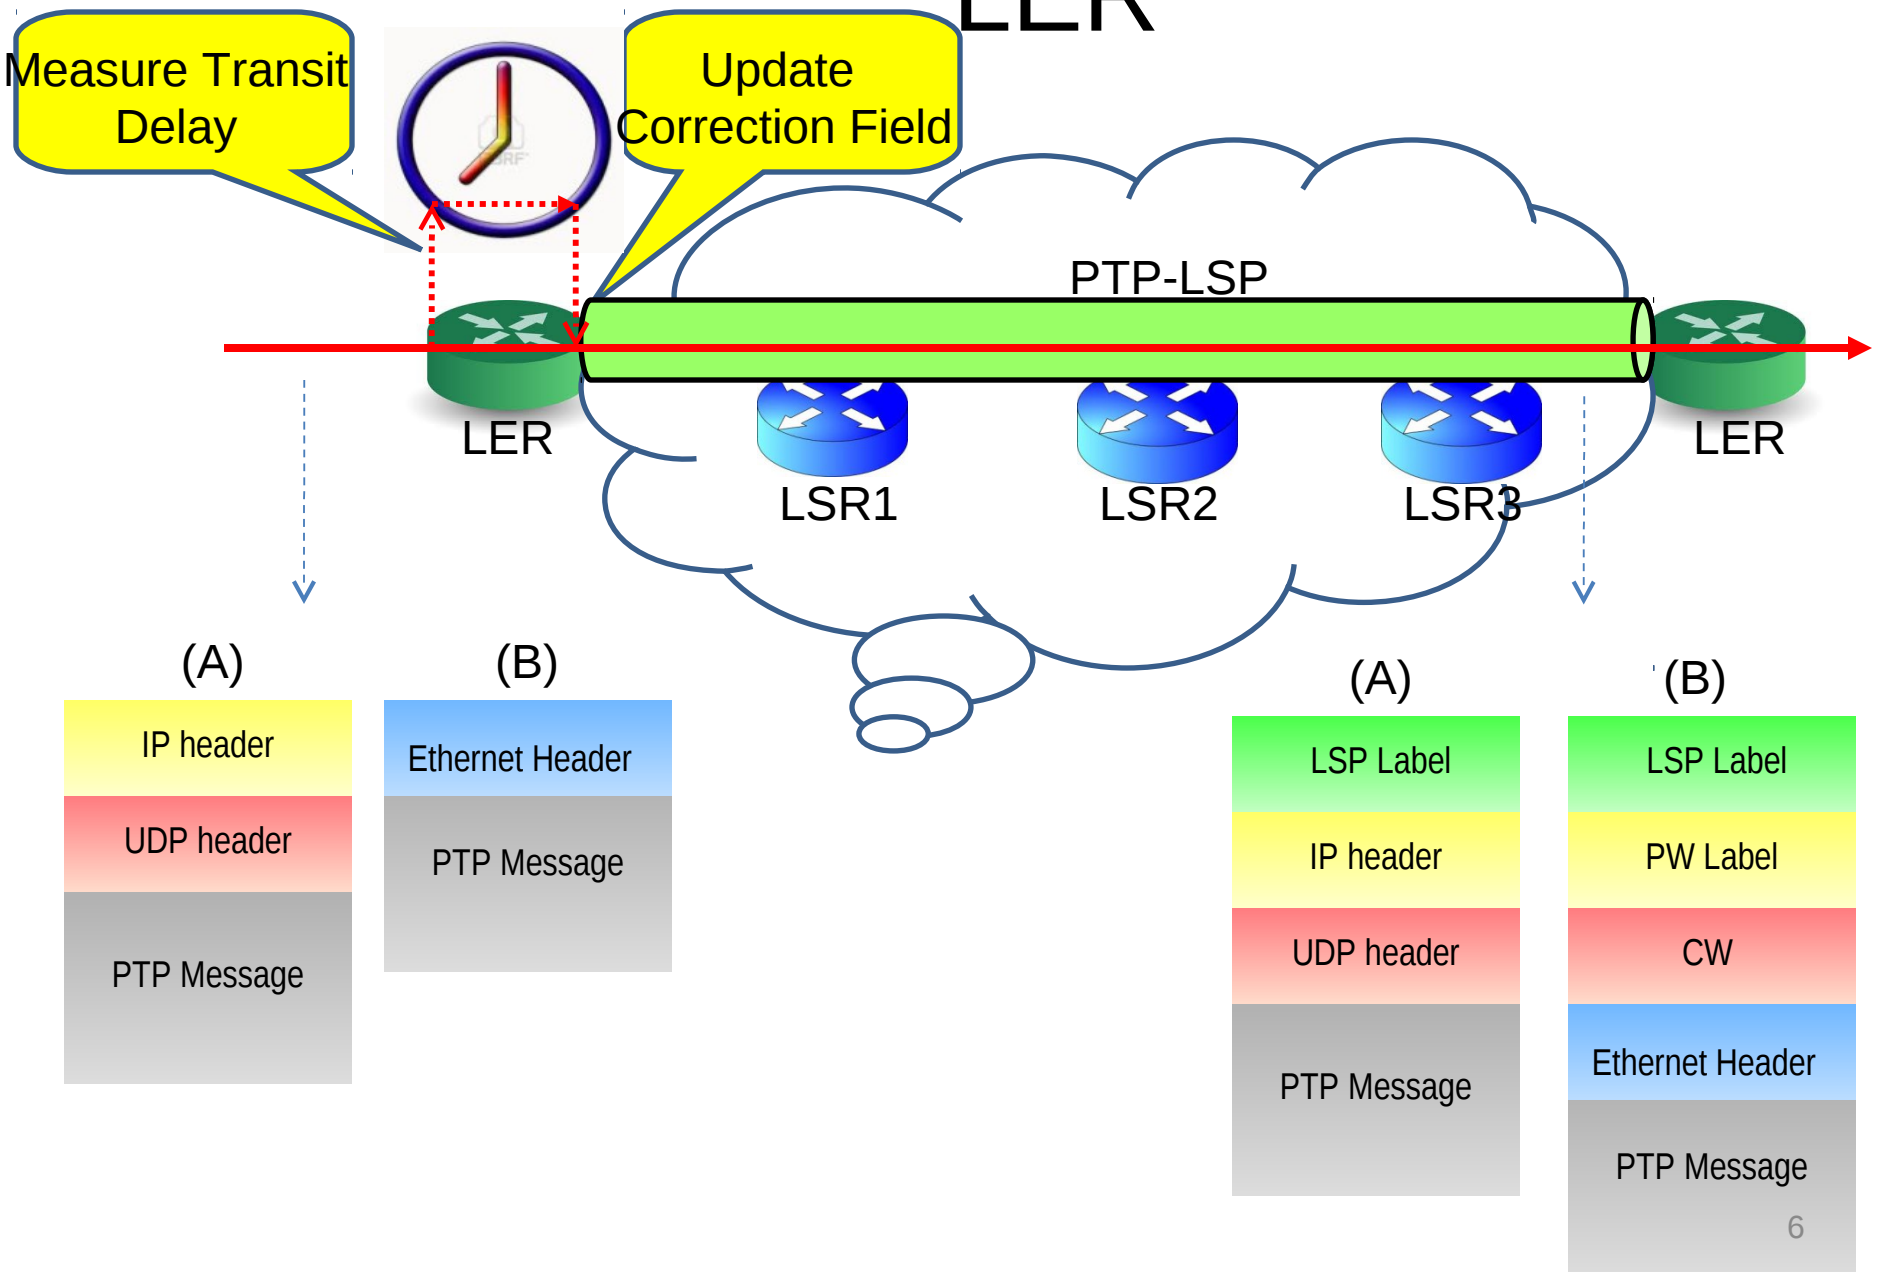 LER
Measure Transit
Delay
Update
Correction Field
PTP-LSP
LER
LER
LSR1
LSR2
LSR3
(A)
(B)
IP header
Ethernet Header
UDP header
PTP Message
PTP Message
(A)
(B)
LSP Label
LSP Label
IP header
PW Label
UDP header
CW
PTP Message
Ethernet Header
PTP Message
6